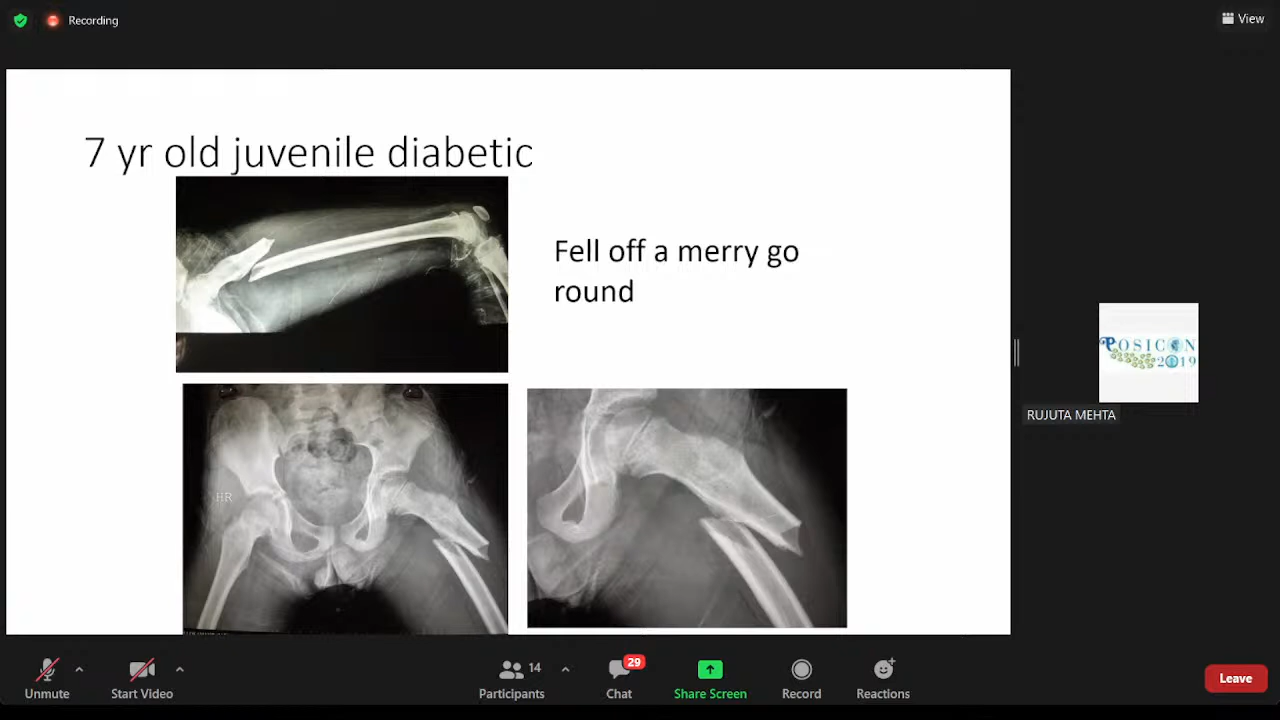 Recording
View
7 yr old juvenile diabetic
Fell off a merry go
round
HR
POSICON
2019
RUJUTA MEHTA
Unmute
Start Video
14
Participants
29
Chat
Share Screen
Record
Reactions
Leave